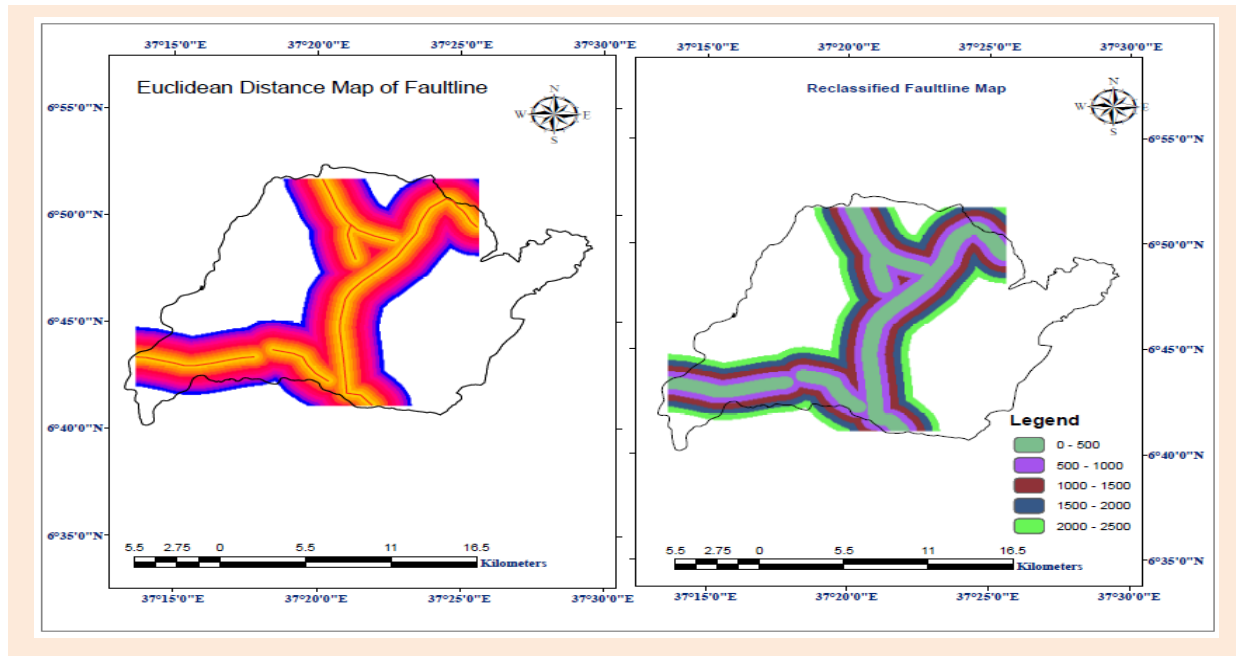 37°15'0"E 37°20'0"E 37°25'0"E 37°30'0"E
Euclidean Distance Map of Faultline
N
W E
S
6°55'0"N
6°50'0"N
6°45'0"N
6°40'0"N
6°35'0"N
5.5 2.75 0 5.5 11 16.5
Kilometers
37°15'0"E 37°20'0"E 37°25'0"E 37°30'0"E
37°15'0"E 37°20'0"E 37°25'0"E 37°30'0"E
Reclassified Faultline Map
N
W E
S
6°55'0"N
6°50'0"N
6°45'0"N
6°40'0"N
6°35'0"N
Legend
0 - 500
500 - 1000
1000 - 1500
1500 - 2000
2000 - 2500
5.5 2.75 0 5.5 11 16.5
Kilometers
37°15'0"E 37°20'0"E 37°25'0"E 37°30'0"E